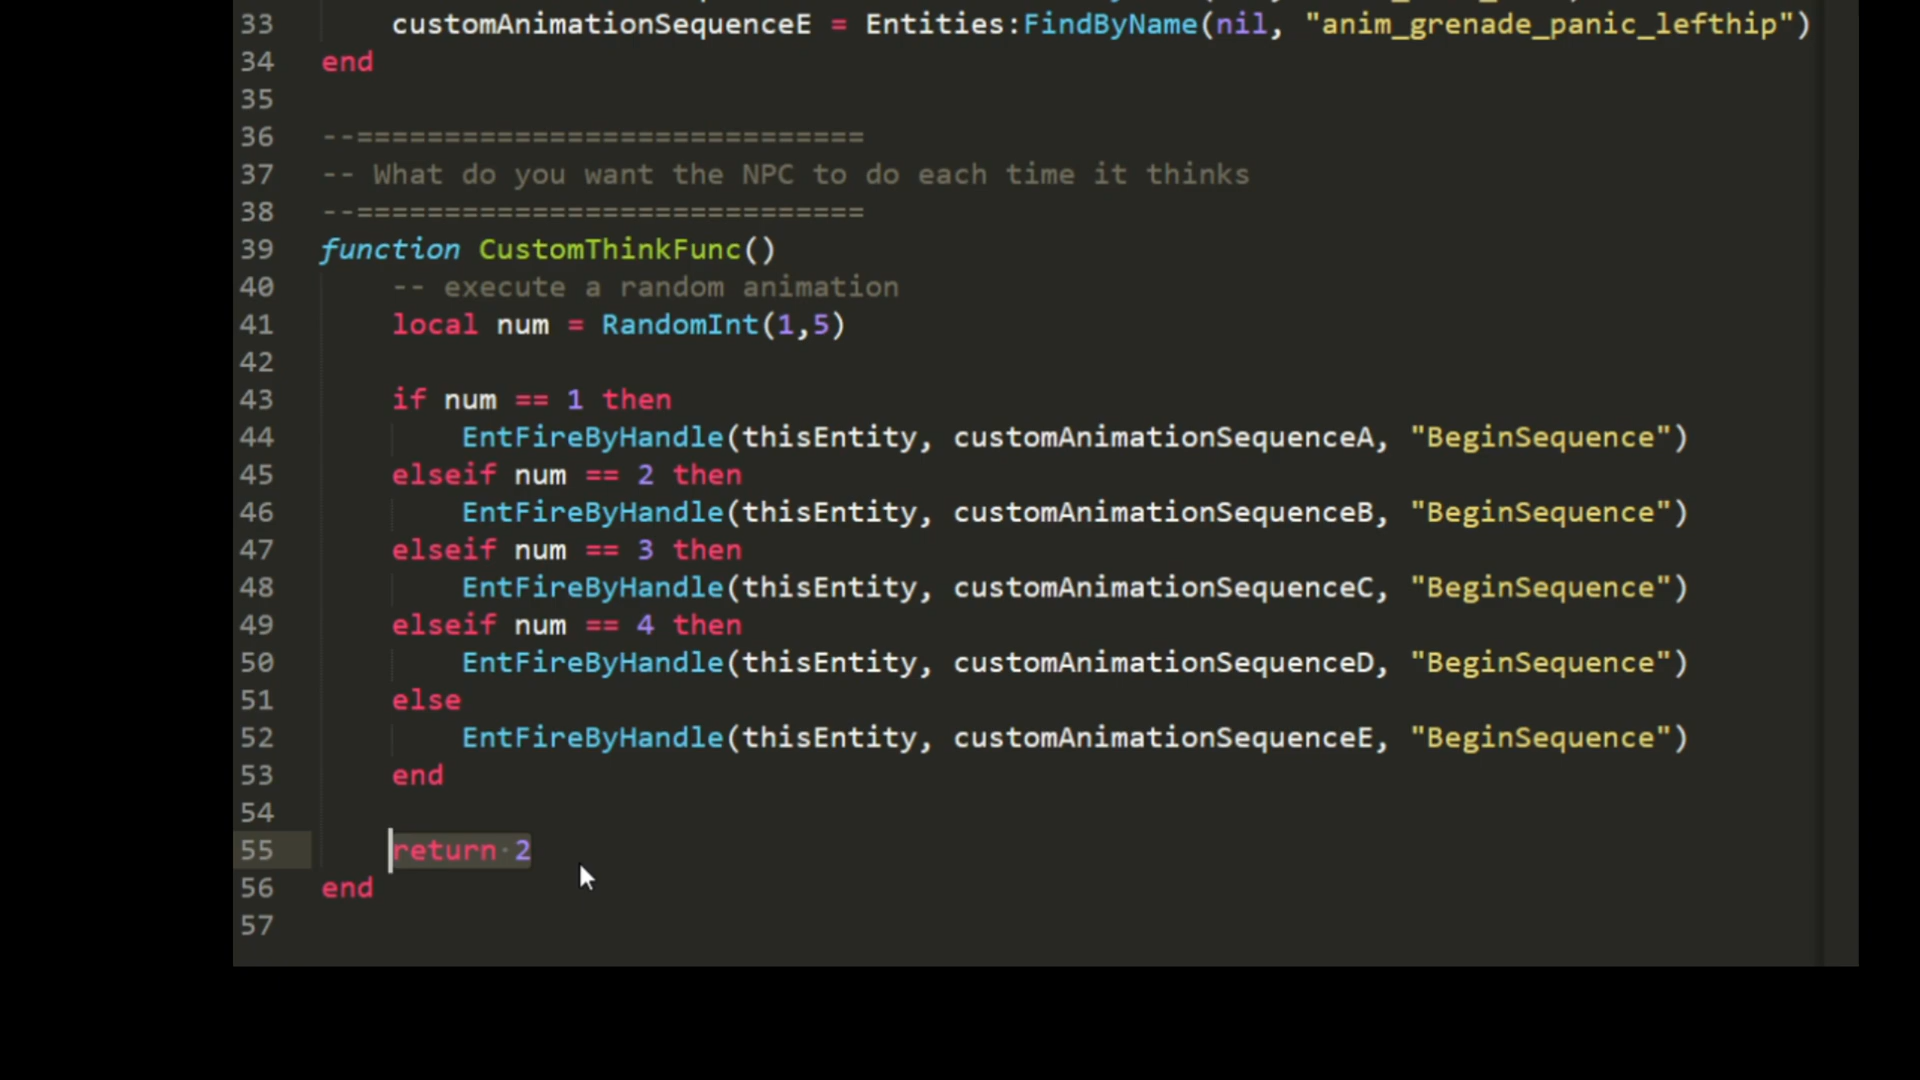 33 customAnimationSequenceE = Entities:FindByName(nil, "anim_grenade_panic_lefthip")
34 end
35
36 --=============================
37 -- What do you want the NPC to do each time it thinks
38 --=============================
39 function CustomThinkFunc()
40 -- execute a random animation
41 local num = RandomInt(1,5)
42
43 if num == 1 then
44 EntFireByHandle(thisEntity, customAnimationSequenceA, "BeginSequence")
45 elseif num == 2 then
46 EntFireByHandle(thisEntity, customAnimationSequenceB, "BeginSequence")
47 elseif num == 3 then
48 EntFireByHandle(thisEntity, customAnimationSequenceC, "BeginSequence")
49 elseif num == 4 then
50 EntFireByHandle(thisEntity, customAnimationSequenceD, "BeginSequence")
51 else
52 EntFireByHandle(thisEntity, customAnimationSequenceE, "BeginSequence")
53 end
54
55 return 2
56 end
57